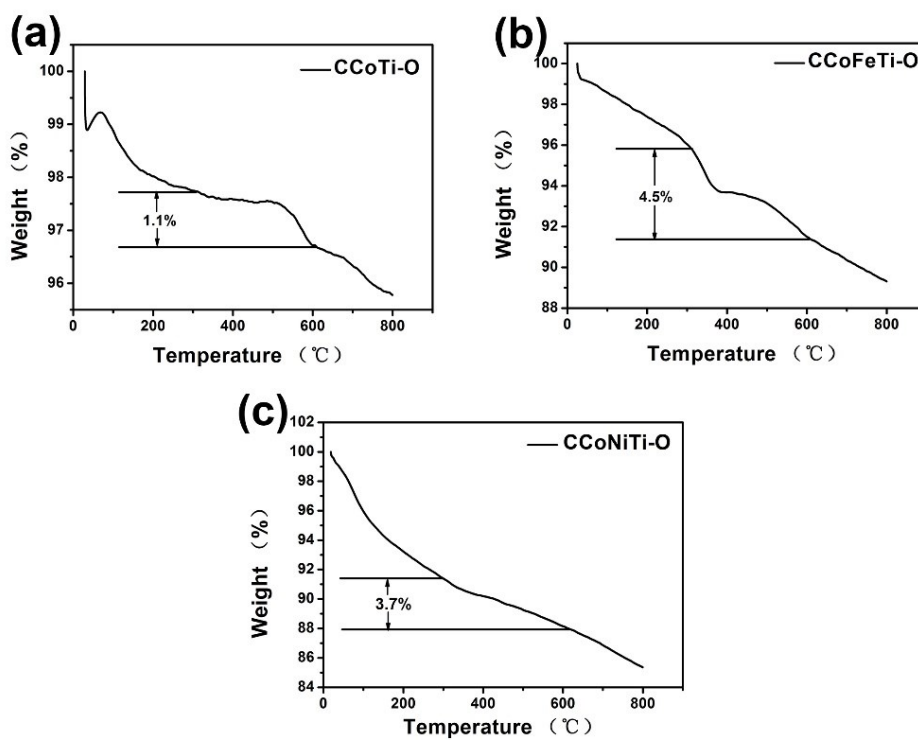 (a)
CCoTi-O
100
99
98
97
96
1.1%
0 200 400 600 800
Weight （%）
Temperature （℃）
(b)
CCoFeTi-O
100
98
96
94
92
90
88
4.5%
0 200 400 600 800
Weight （%）
Temperature （℃）
(c)
CCoNiTi-O
102
100
98
96
94
92
90
88
86
84
3.7%
0 200 400 600 800
Weight （%）
Temperature （℃）